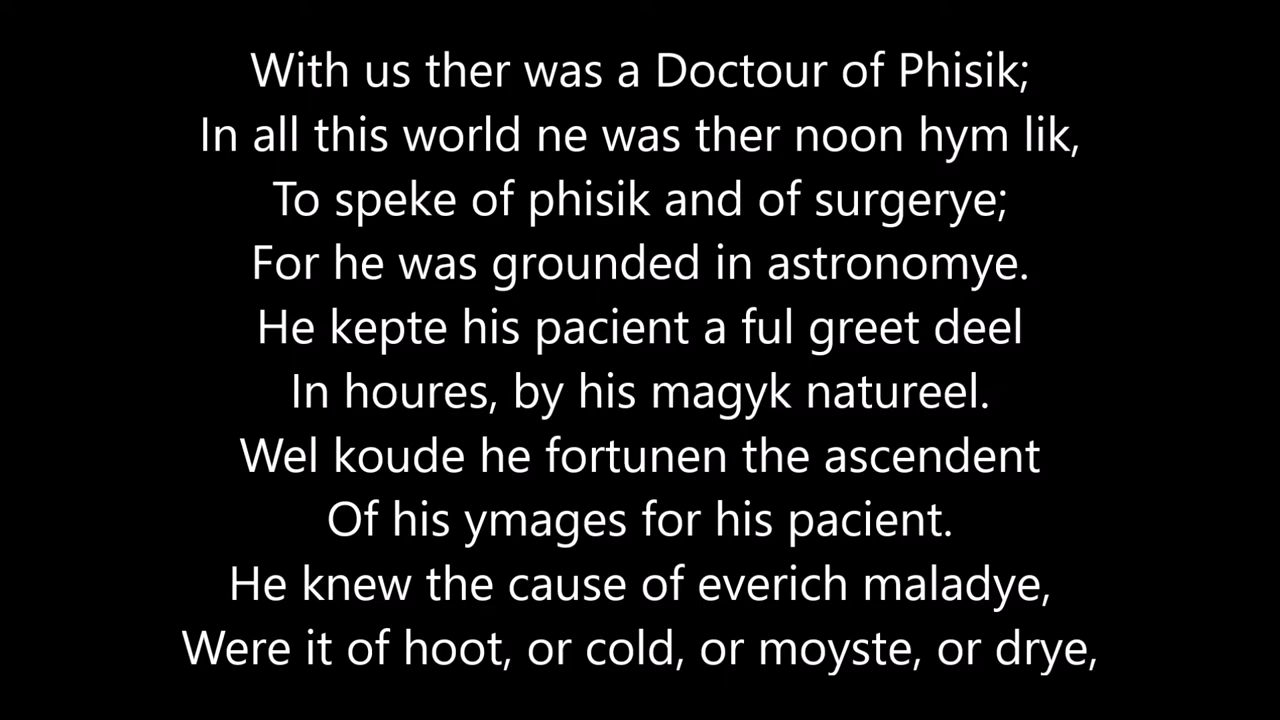 With us ther was a Doctour of Phisik;
In all this world ne was ther noon hym lik,
To speke of phisik and of surgerye;
For he was grounded in astronomye.
He kepte his pacient a ful greet deel
In houres, by his magyk natureel.
Wel koude he fortunen the ascendent
Of his ymages for his pacient.
He knew the cause of everich maladye,
Were it of hoot, or cold, or moyste, or drye,